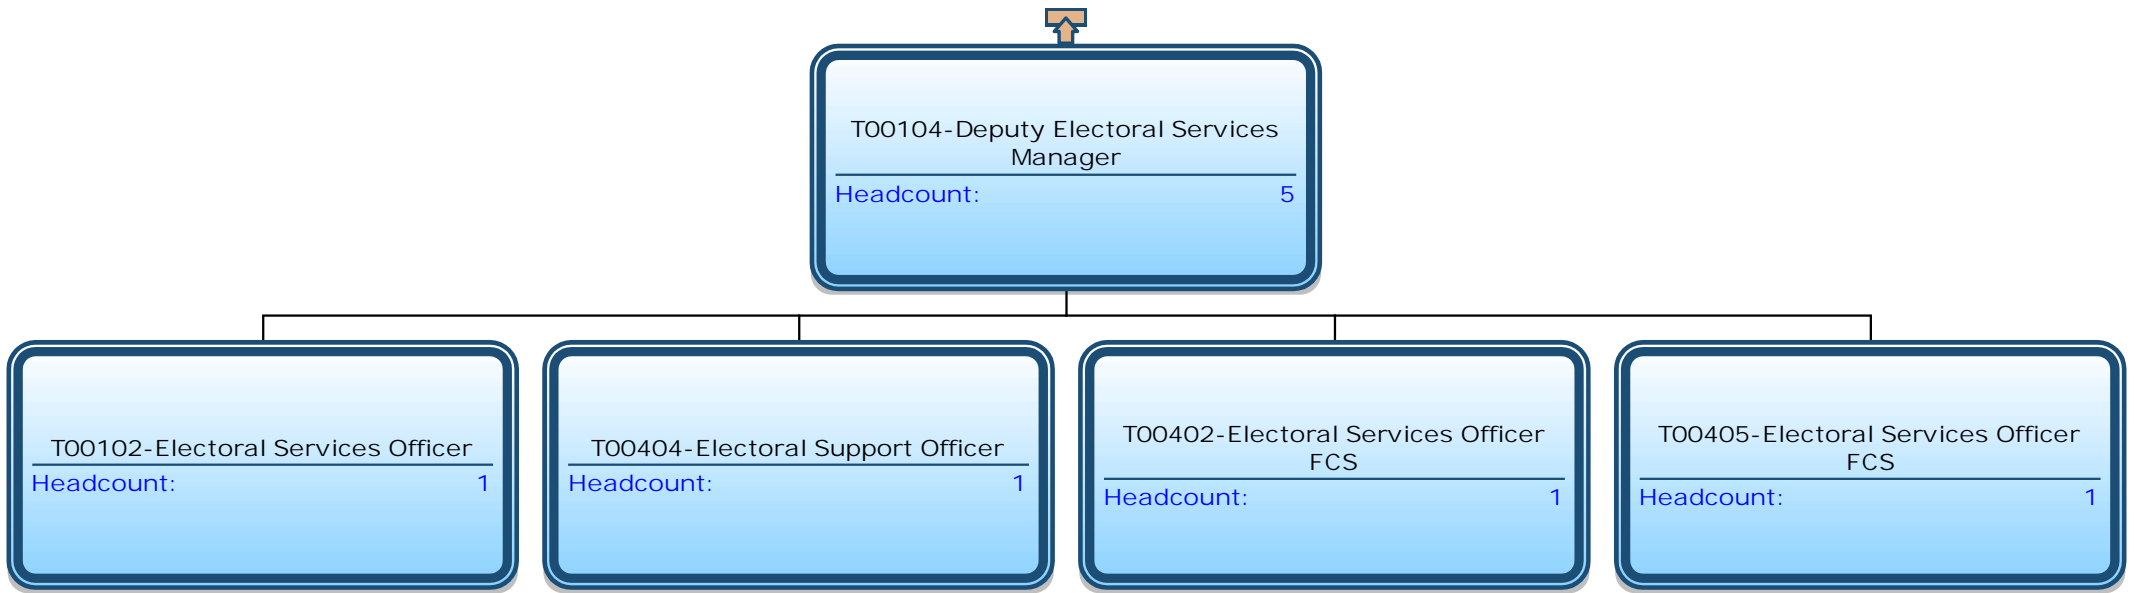 T00104-Deputy Electoral Services
Manager
Headcount: 5
T00102-Electoral Services Officer
Headcount: 1
T00404-Electoral Support Officer
Headcount: 1
T00402-Electoral Services Officer
FCS
Headcount: 1
T00405-Electoral Services Officer
FCS
Headcount: 1